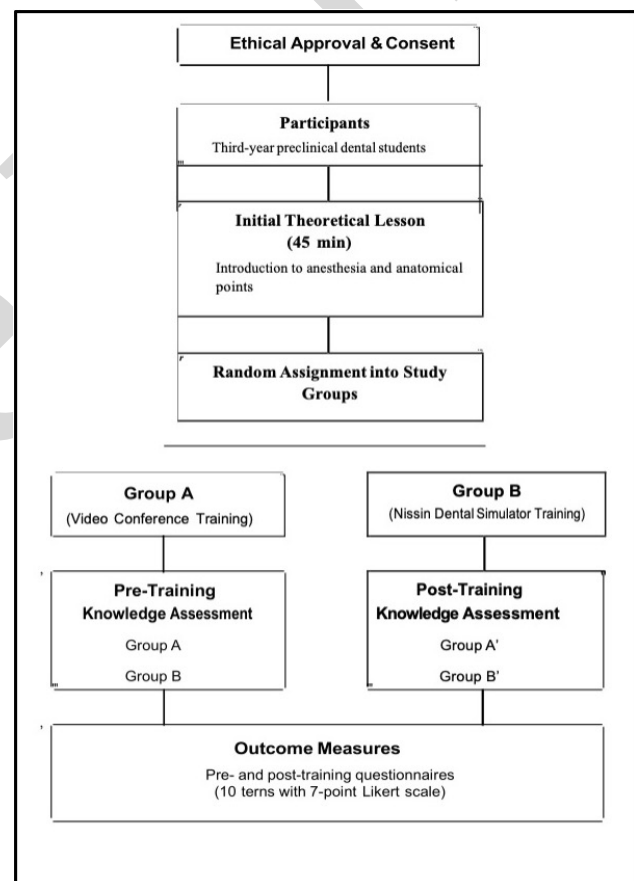 Ethical Approval & Consent
Participants
Third-year preclinical dental students
Initial Theoretical Lesson
(45 min)
Introduction to anesthesia and anatomical
points
Random Assignment into Study
Groups
Group A
(Video Conference Training)
Group B
(Nissin Dental Simulator Training)
Pre-Training
Knowledge Assessment
Group A
Group B
Post-Training
Knowledge Assessment
Group A'
Group B'
Outcome Measures
Pre- and post-training questionnaires
(10 terns with 7-point Likert scale)